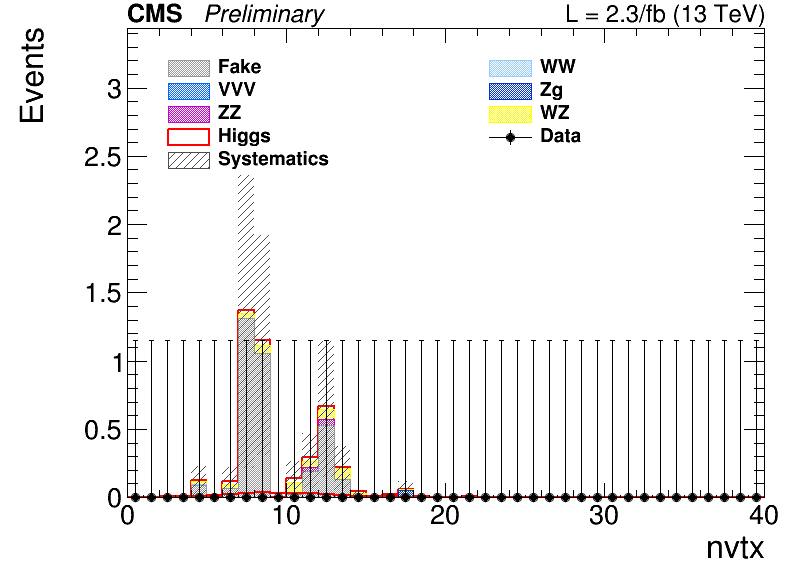 CMS Preliminary L = 2.3/fb (13 TeV)
Events
Fake WW
VVV Zg
ZZ WZ
Higgs Data
Systematics
3
2.5
2
1.5
1
0.5
0
0 10 20 30 40
nvtx